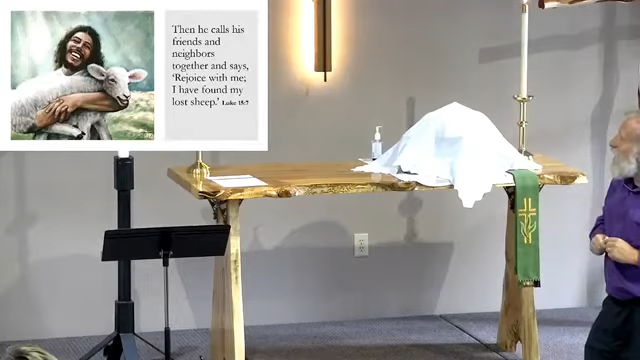 Then he calls his
friends and
neighbors
together and says,
'Rejoice with me;
I have found my
lost sheep.' Luke 15:7